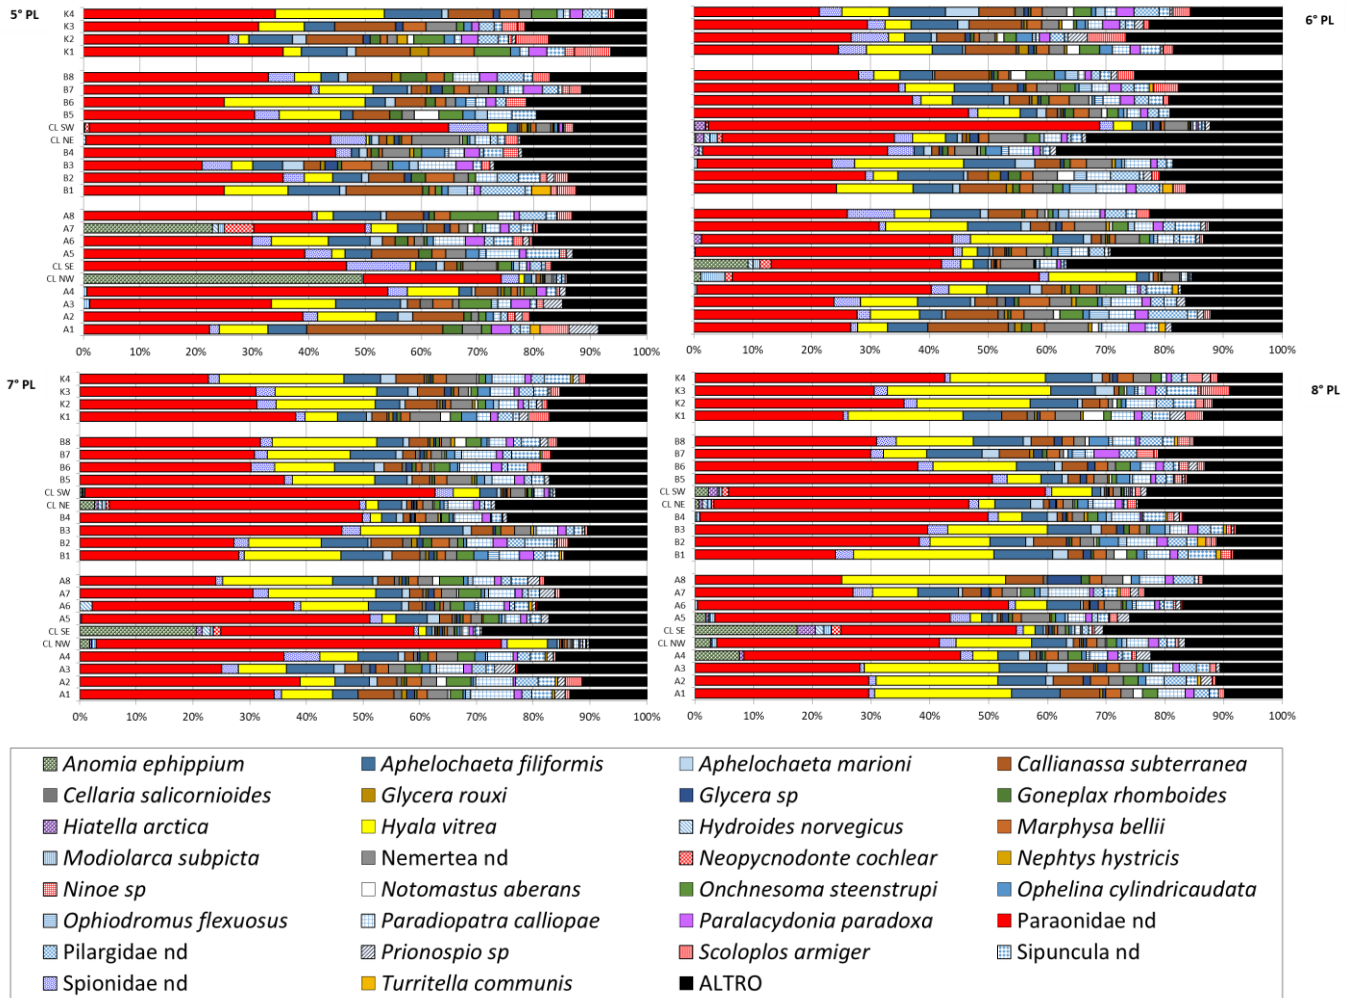 5° PL
K4
K3
K2
K1
B8
B7
B6
B5
CL SW
CL NE
B4
B3
B2
B1
A8
A7
A6
A5
CL SE
CL NW
A4
A3
A2
A1
0% 10% 20% 30% 40% 50% 60% 70% 80% 90% 100%
6° PL
0% 10% 20% 30% 40% 50% 60% 70% 80% 90% 100%
7° PL
K4
K3
K2
K1
B8
B7
B6
B5
CL SW
CL NE
B4
B3
B2
B1
A8
A7
A6
A5
CL SE
CL NW
A4
A3
A2
A1
0% 10% 20% 30% 40% 50% 60% 70% 80% 90% 100%
8° PL
K4
K3
K2
K1
B8
B7
B6
B5
CL SW
CL NE
B4
B3
B2
B1
A8
A7
A6
A5
CL SE
CL NW
A4
A3
A2
A1
0% 10% 20% 30% 40% 50% 60% 70% 80% 90% 100%
Anomia ephippium Aphelochaeta filiformis Aphelochaeta marioni Callianassa subterranea
Cellaria salicornioides Glycera rouxi Glycera sp Goneplax rhomboides
Hiatella arctica Hyala vitrea Hydroides norvegicus Marphysa bellii
Modiolarca subpicta Nemertea nd Neopycnodonte cochlear Nephtys hystricis
Ninoe sp Notomastus aberans Onchnesoma steenstrupi Ophelina cylindricaudata
Ophiodromus flexuosus Paradiopatra calliopae Paralacydonia paradoxa Paraonidae nd
Pilargidae nd Prionospio sp Scoloplos armiger Sipuncula nd
Spionidae nd Turritella communis ALTRO